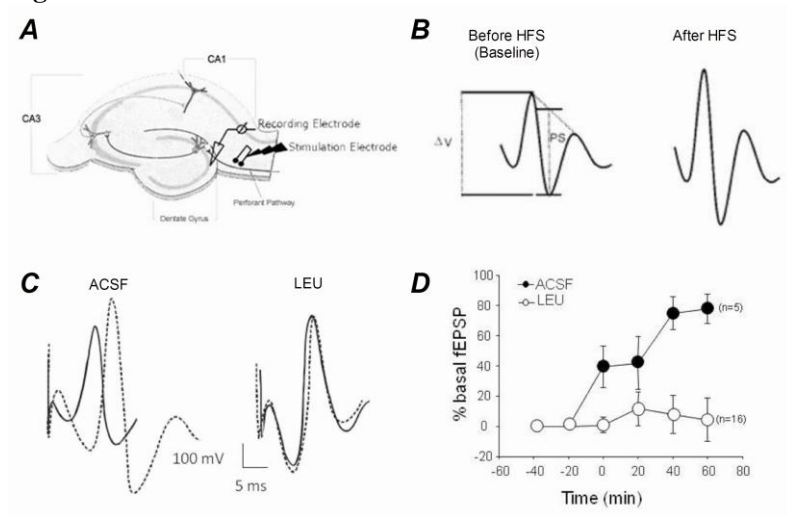 A
CA1
CA3
Recording Electrode
Stimulation Electrode
Perforant Pathway
Dentate Gyrus
B
Before HFS
(Baseline)
After HFS
ΔV
PS
C
ACSF
LEU
100 mV
5 ms
D
ACSF
LEU
% basal fEPSP
100
80
60
40
20
0
-20
(n=5)
(n=16)
-60 -40 -20 0 20 40 60 80
Time (min)